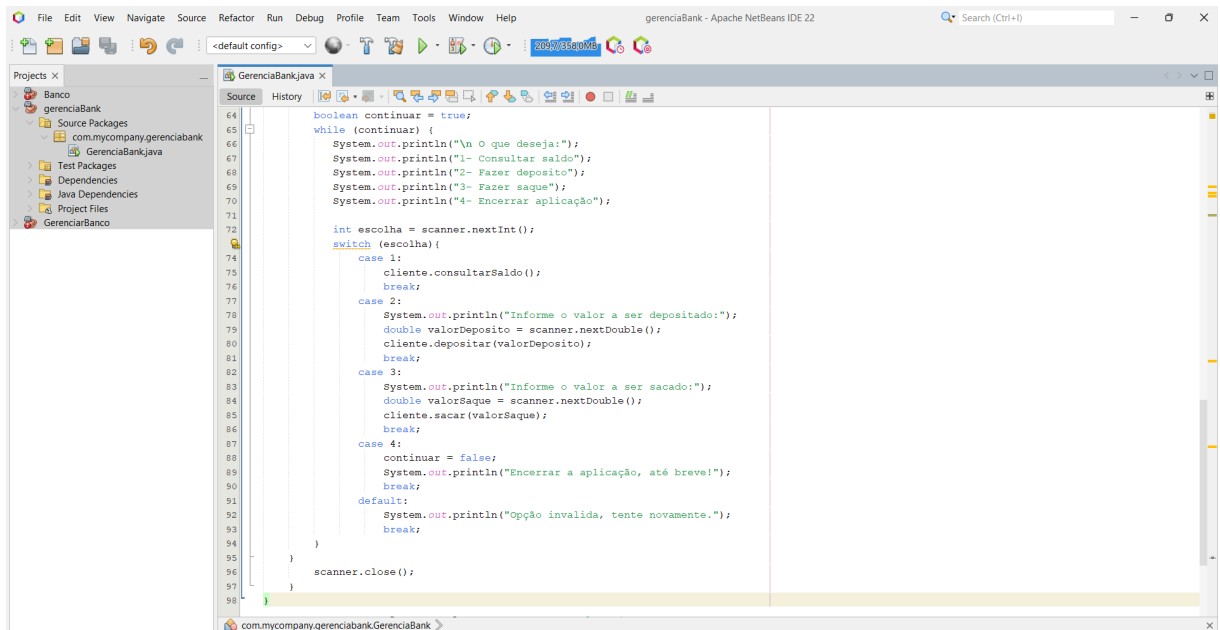 File Edit View Navigate Source Refactor Run Debug Profile Team Tools Window Help gerenciaBank - Apache NetBeans IDE 22 Search (Ctrl+I)
<default config> 209,7/358,0MB
Projects
Banco
gerenciaBank
Source Packages
com.mycompany.gerenciabank
GerenciaBank.java
Test Packages
Dependencies
Java Dependencies
Project Files
GerenciarBanco
GerenciaBank.java
Source History
64 boolean continuar = true;
65 while (continuar) {
66 System.out.println("\n O que deseja:");
67 System.out.println("1- Consultar saldo");
68 System.out.println("2- Fazer deposito");
69 System.out.println("3- Fazer saque");
70 System.out.println("4- Encerrar aplicação");
71
72 int escolha = scanner.nextInt();
switch (escolha){
74 case 1:
75 cliente.consultarSaldo();
76 break;
77 case 2:
78 System.out.println("Informe o valor a ser depositado:");
79 double valorDeposito = scanner.nextDouble();
80 cliente.depositar(valorDeposito);
81 break;
82 case 3:
83 System.out.println("Informe o valor a ser sacado:");
84 double valorSaque = scanner.nextDouble();
85 cliente.sacar(valorSaque);
86 break;
87 case 4:
88 continuar = false;
89 System.out.println("Encerrar a aplicação, até breve!");
90 break;
91 default:
92 System.out.println("Opção invalida, tente novamente.");
93 break;
94 }
95 }
96 scanner.close();
97 }
98 }
com.mycompany.gerenciabank.GerenciaBank